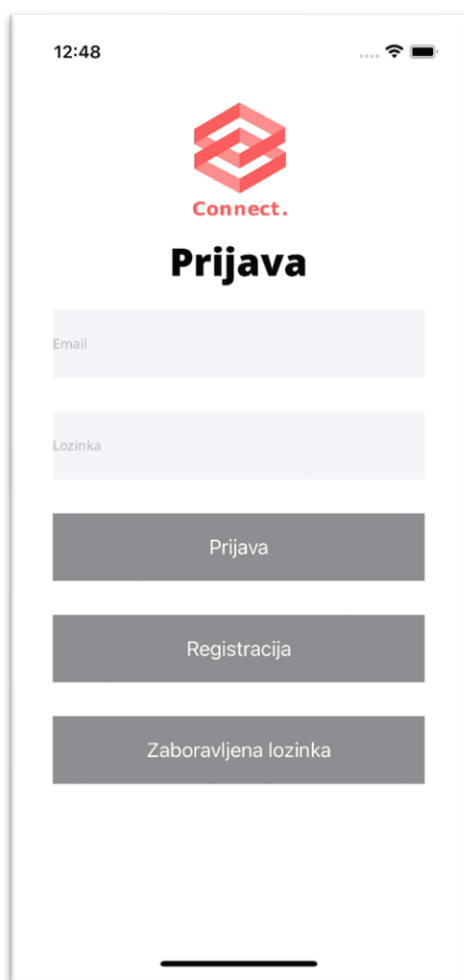 12:48
Connect.
Prijava
Email
Lozinka
Prijava
Registracija
Zaboravljena lozinka